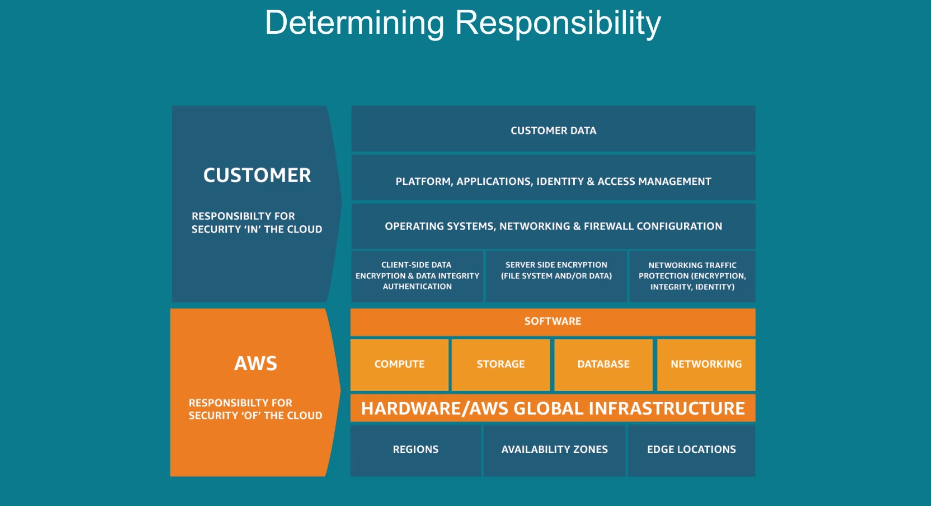 Determining Responsibility
CUSTOMER
RESPONSIBILTY FOR
SECURITY ‘IN’ THE CLOUD
CUSTOMER DATA
PLATFORM, APPLICATIONS, IDENTITY & ACCESS MANAGEMENT
OPERATING SYSTEMS, NETWORKING & FIREWALL CONFIGURATION
CLIENT-SIDE DATA
ENCRYPTION & DATA INTEGRITY
AUTHENTICATION
SERVER SIDE ENCRYPTION
(FILE SYSTEM AND/OR DATA)
NETWORKING TRAFFIC
PROTECTION (ENCRYPTION,
INTEGRITY, IDENTITY)
AWS
RESPONSIBILTY FOR
SECURITY ‘OF’ THE CLOUD
SOFTWARE
COMPUTE
STORAGE
DATABASE
NETWORKING
HARDWARE/AWS GLOBAL INFRASTRUCTURE
REGIONS
AVAILABILITY ZONES
EDGE LOCATIONS